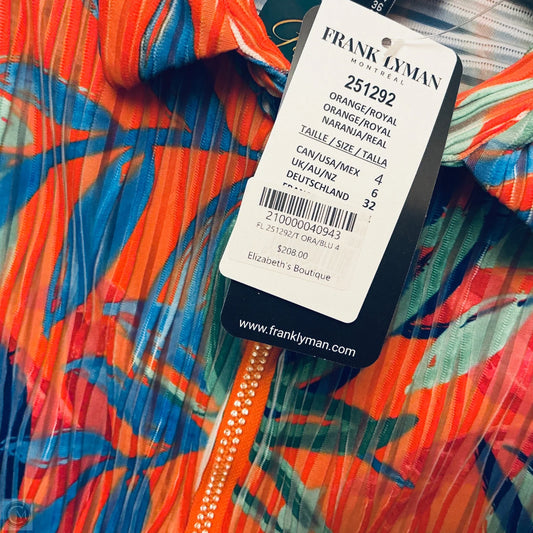 36
FRANK LYMAN
MONTREAL
251292
ORANGE/ROYAL
ORANGE/ROYAL
NARANJA/REAL
TAILLE / SIZE / TALLA
CAN/USA/MEX 4
UK/AU/NZ 6
DEUTSCHLAND 32
210000040943
FL 251292/T ORA/BLU 4
$208.00
Elizabeth's Boutique
www.franklyman.com